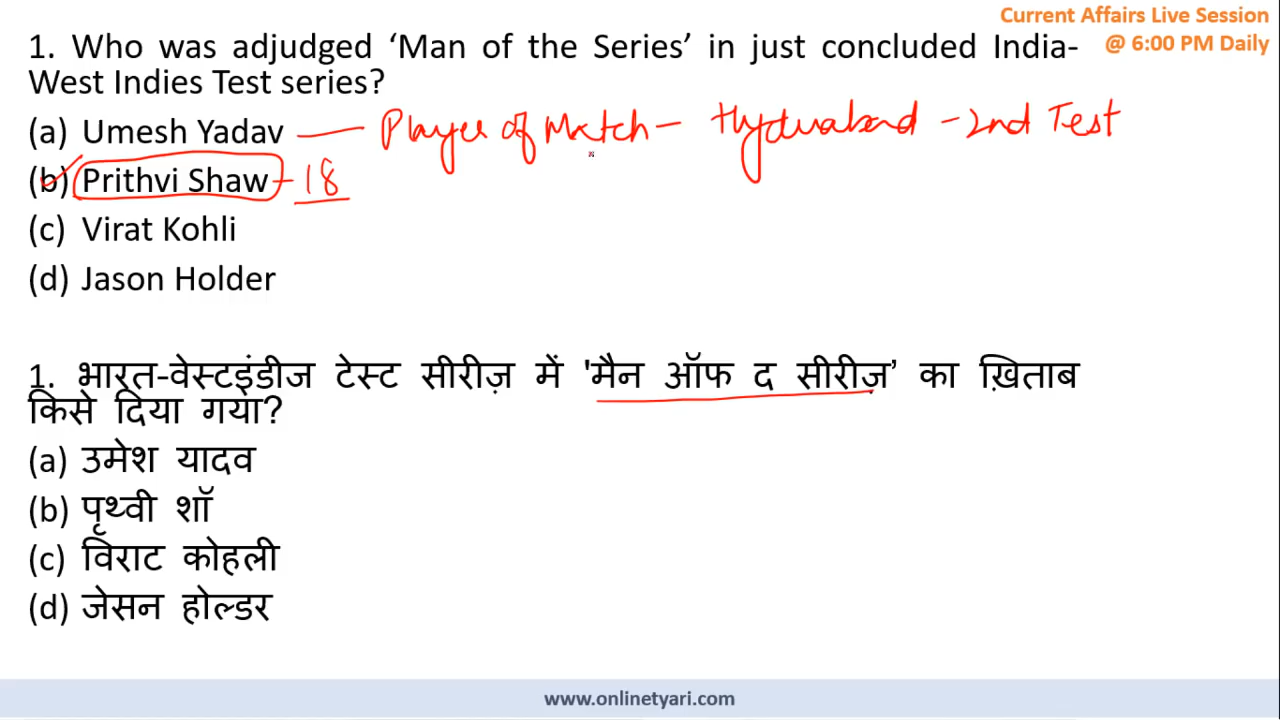 Current Affairs Live Session
@ 6:00 PM Daily
1. Who was adjudged ‘Man of the Series’ in just concluded India-
West Indies Test series?
(a) Umesh Yadav — Player of Match – Hyderabad - 2nd Test
(b) Prithvi Shaw - 18
(c) Virat Kohli
(d) Jason Holder
1. भारत-वेस्टइंडीज टेस्ट सीरीज़ में 'मैन ऑफ द सीरीज़’ का ख़िताब
किसे दिया गया?
(a) उमेश यादव
(b) पृथ्वी शॉ
(c) विराट कोहली
(d) जेसन होल्डर
www.onlinetyari.com